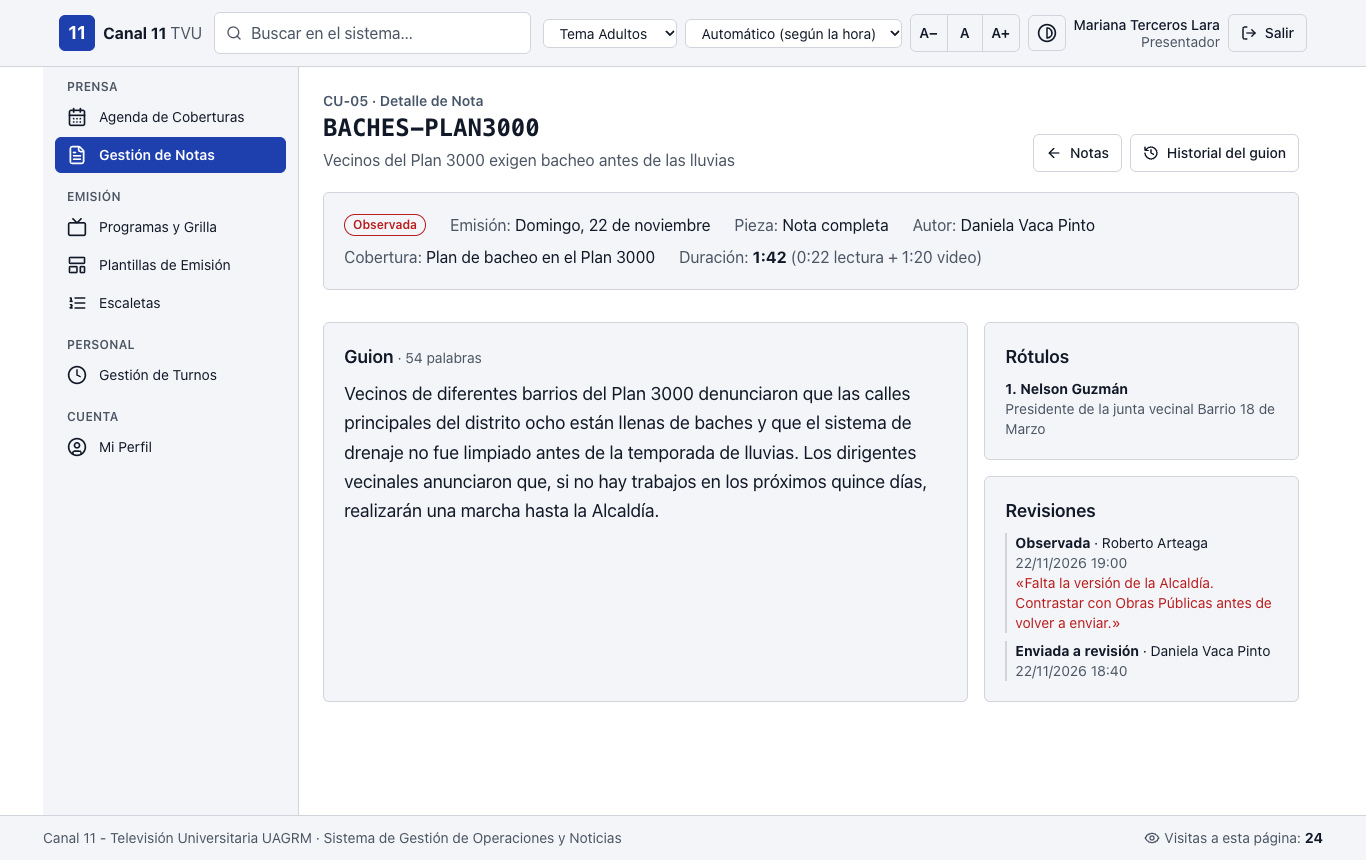 11 Canal 11 TVU
Buscar en el sistema...
Tema Adultos
Automático (según la hora)
A− A A+
Mariana Terceros Lara
Presentador
Salir
PRENSA
Agenda de Coberturas
Gestión de Notas
EMISIÓN
Programas y Grilla
Plantillas de Emisión
Escaletas
PERSONAL
Gestión de Turnos
CUENTA
Mi Perfil
CU-05 · Detalle de Nota
BACHES–PLAN3000
Vecinos del Plan 3000 exigen bacheo antes de las lluvias
Notas
Historial del guion
Observada Emisión: Domingo, 22 de noviembre Pieza: Nota completa Autor: Daniela Vaca Pinto
Cobertura: Plan de bacheo en el Plan 3000 Duración: 1:42 (0:22 lectura + 1:20 video)
Guion · 54 palabras
Vecinos de diferentes barrios del Plan 3000 denunciaron que las calles
principales del distrito ocho están llenas de baches y que el sistema de
drenaje no fue limpiado antes de la temporada de lluvias. Los dirigentes
vecinales anunciaron que, si no hay trabajos en los próximos quince días,
realizarán una marcha hasta la Alcaldía.
Rótulos
1. Nelson Guzmán
Presidente de la junta vecinal Barrio 18 de
Marzo
Revisiones
Observada · Roberto Arteaga
22/11/2026 19:00
«Falta la versión de la Alcaldía.
Contrastar con Obras Públicas antes de
volver a enviar.»
Enviada a revisión · Daniela Vaca Pinto
22/11/2026 18:40
Canal 11 - Televisión Universitaria UAGRM · Sistema de Gestión de Operaciones y Noticias
Visitas a esta página: 24